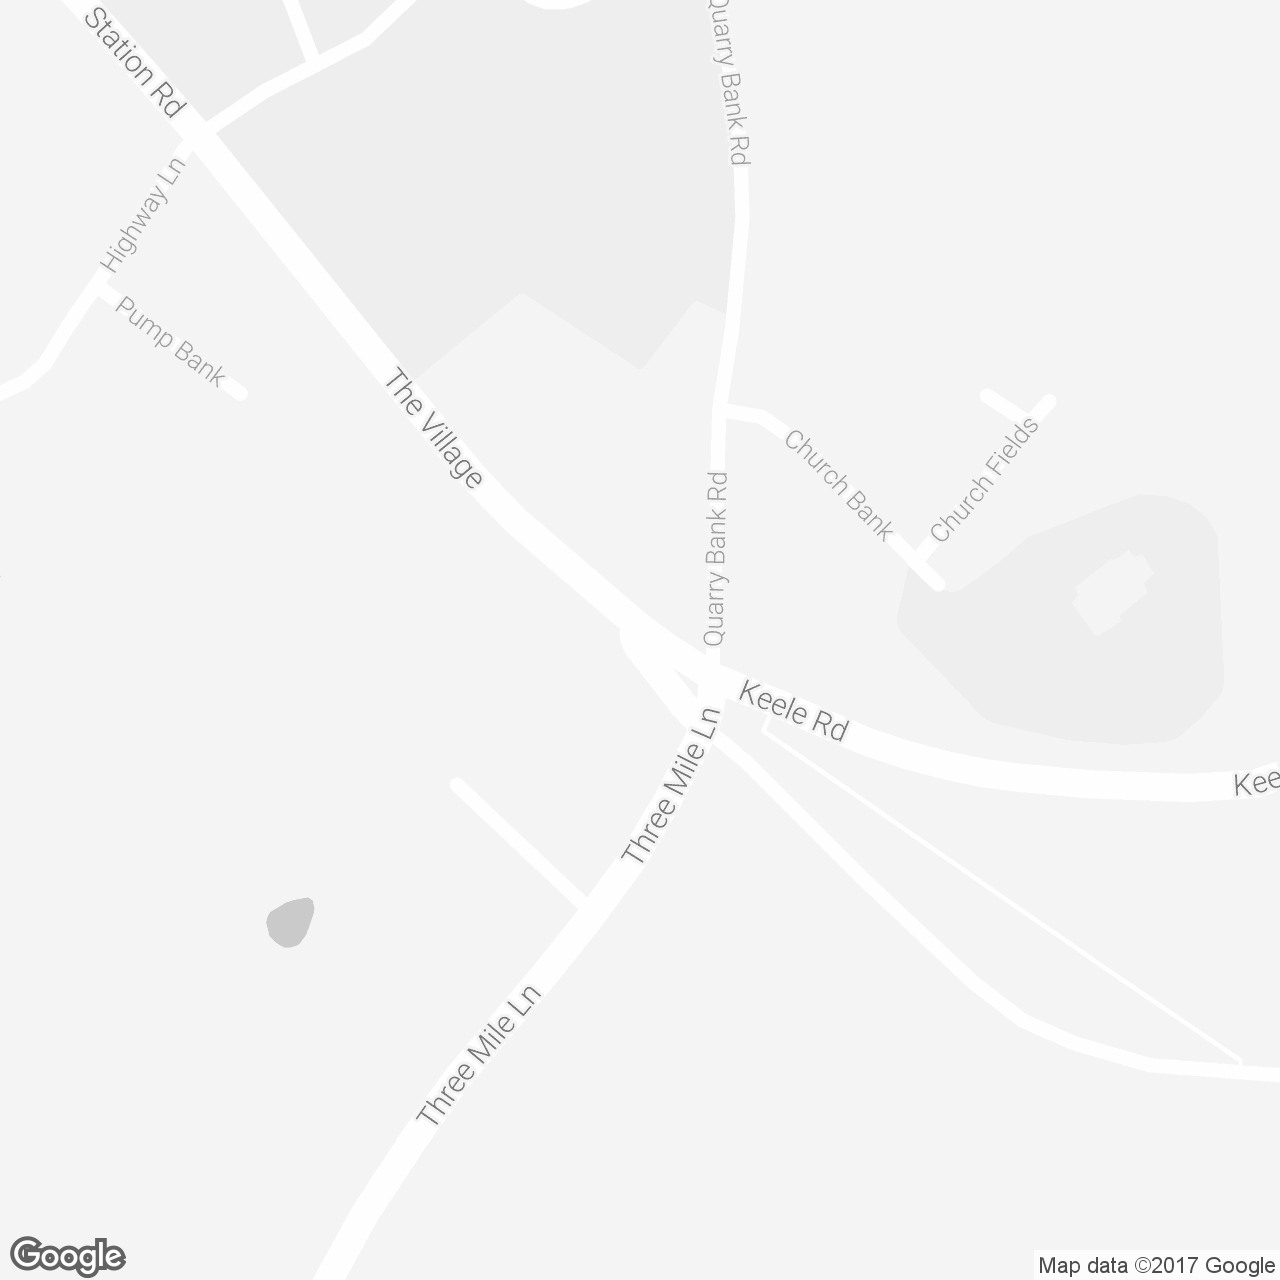 Station Rd
Quarry Bank Rd
Highway Ln
Pump Bank
The Village
Church Bank
Church Fields
Quarry Bank Rd
Keele Rd
Kee
Three Mile Ln
Three Mile Ln
Google
Map data ©2017 Google